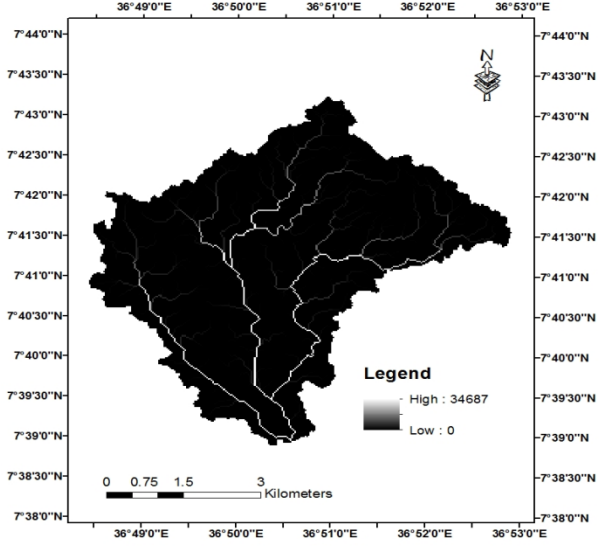 36°49'0"N 36°50'0"N 36°51'0"N 36°52'0"N 36°53'0"N
7°44'0"N 7°44'0"N
7°43'30"N 7°43'30"N
7°43'0"N 7°43'0"N
7°42'30"N 7°42'30"N
7°42'0"N 7°42'0"N
7°41'30"N 7°41'30"N
7°41'0"N 7°41'0"N
7°40'30"N 7°40'30"N
7°40'0"N 7°40'0"N
7°39'30"N 7°39'30"N
7°39'0"N 7°39'0"N
7°38'30"N 7°38'30"N
7°38'0"N 7°38'0"N
N
Legend
High : 34687
Low : 0
0 0.75 1.5 3
Kilometers
36°49'0"N 36°50'0"N 36°51'0"N 36°52'0"N 36°53'0"N